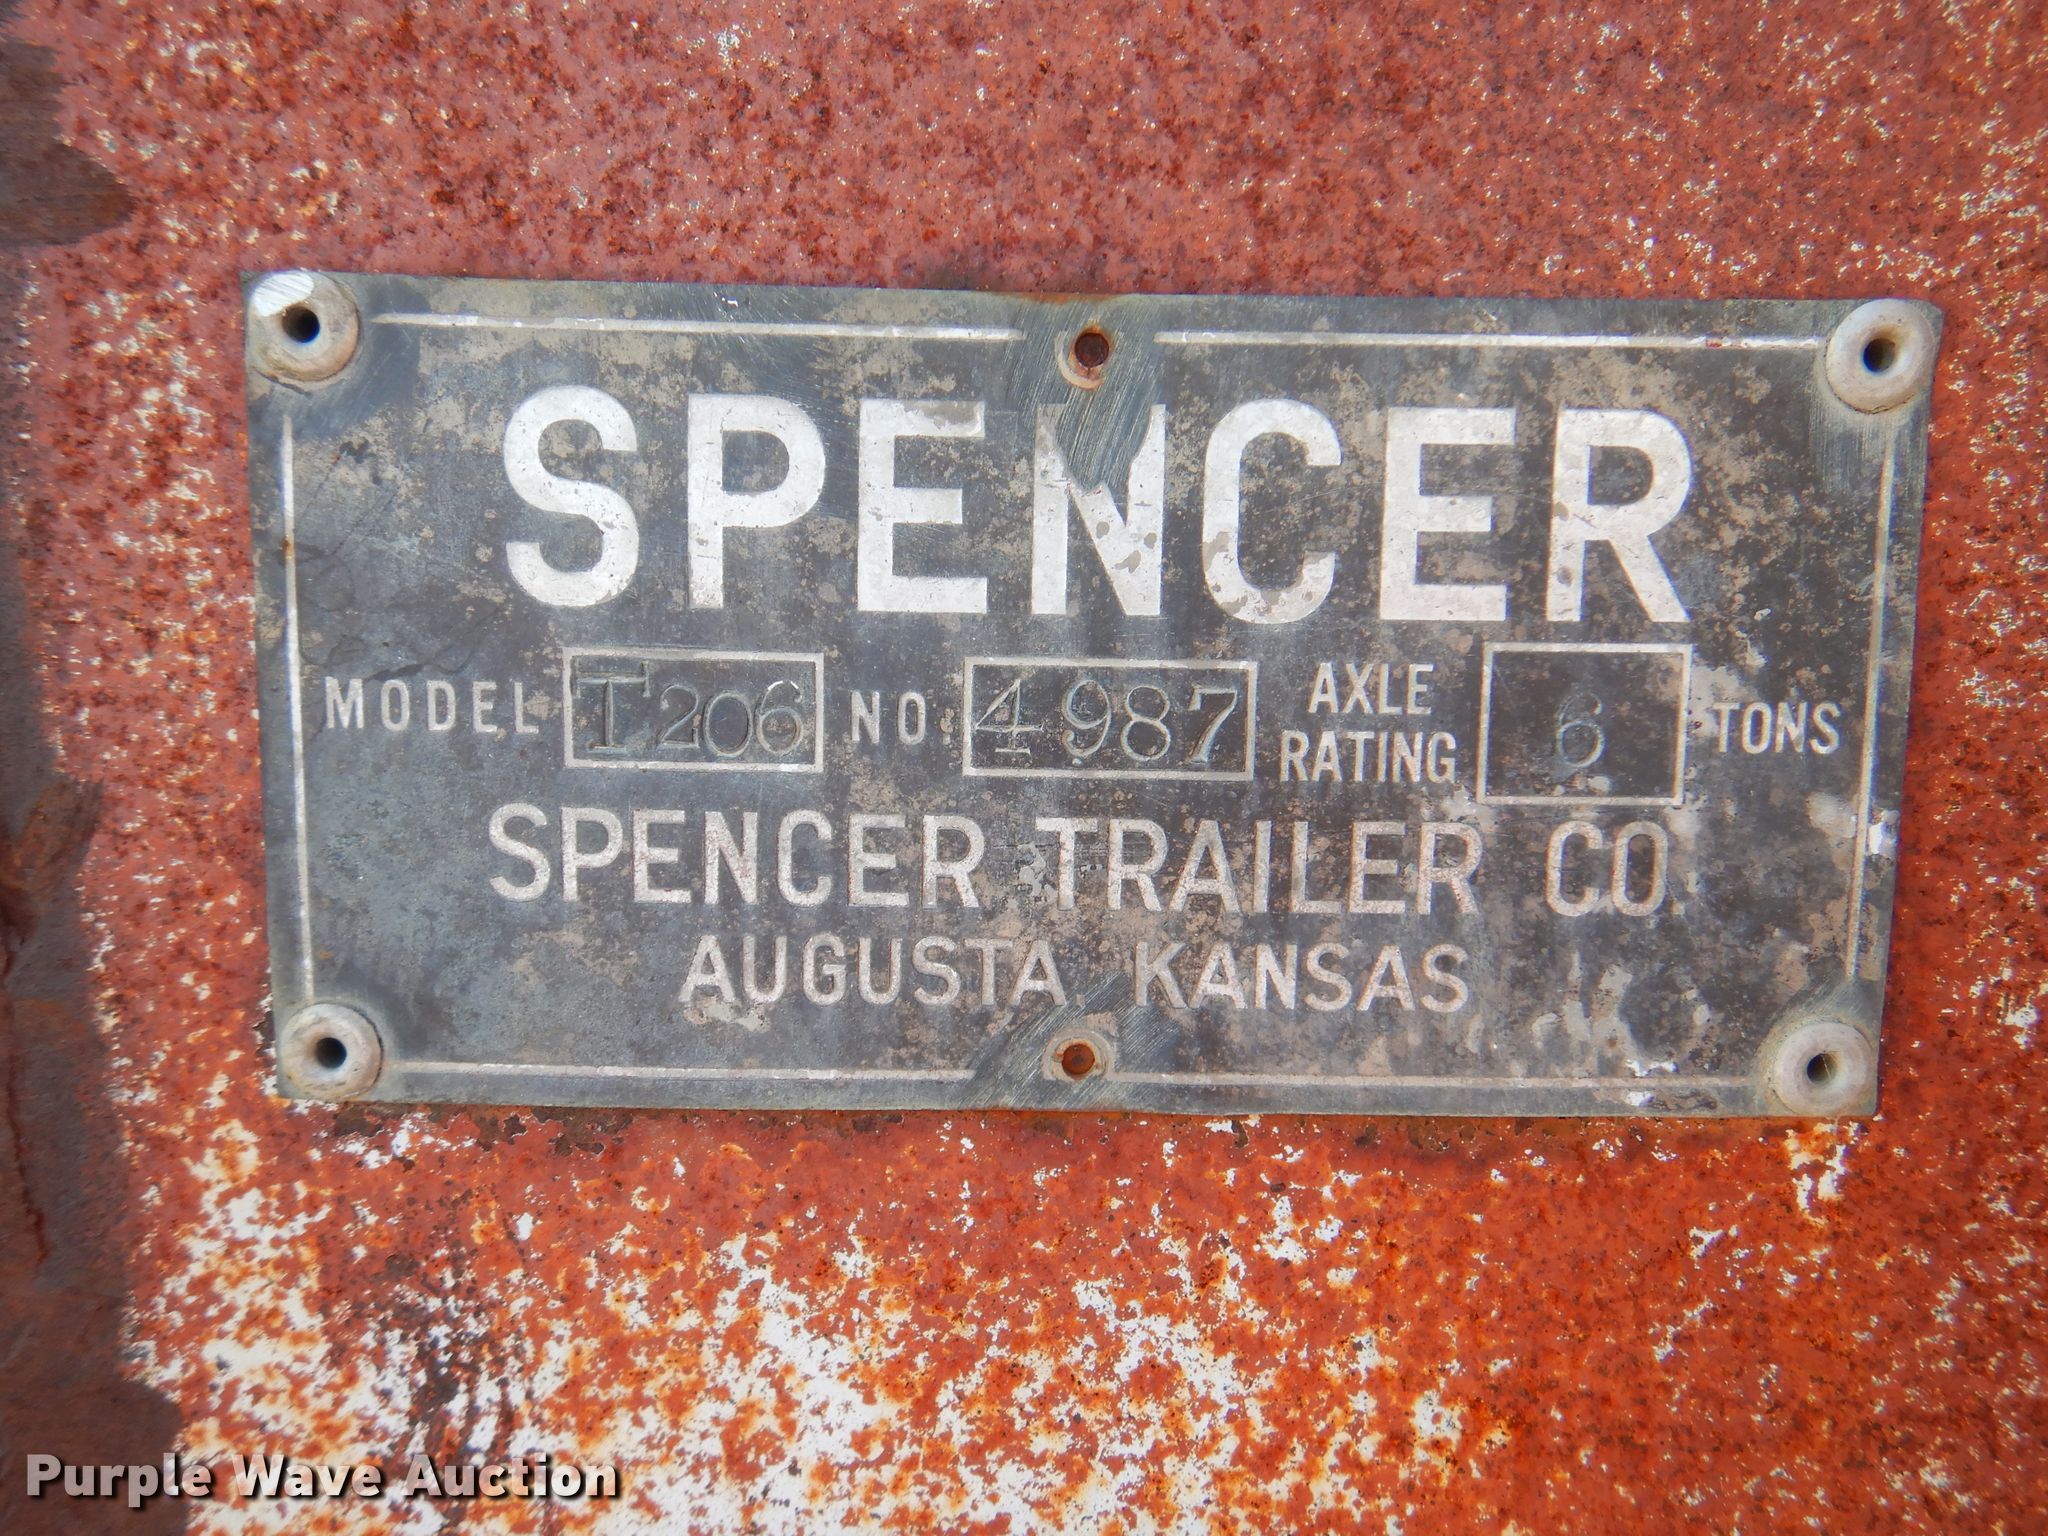 SPENCER
MODEL T206 NO. 4987 AXLE RATING 6 TONS
SPENCER TRAILER CO.
AUGUSTA, KANSAS
Purple Wave Auction